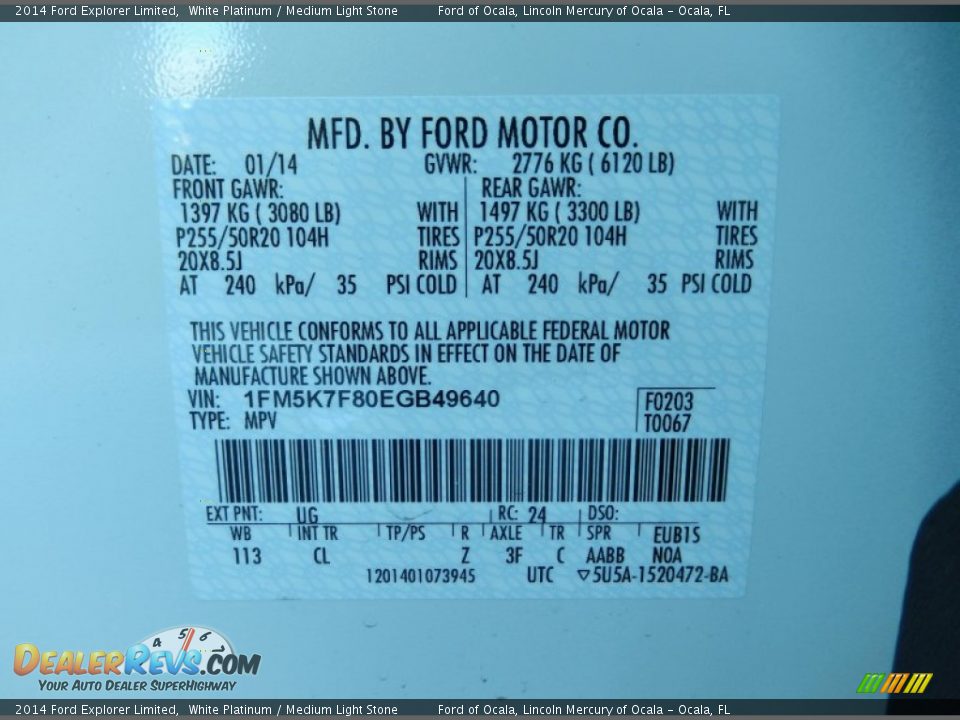 2014 Ford Explorer Limited, White Platinum / Medium Light Stone Ford of Ocala, Lincoln Mercury of Ocala - Ocala, FL
MFD. BY FORD MOTOR CO.
DATE: 01/14 GVWR: 2776 KG ( 6120 LB)
FRONT GAWR: REAR GAWR:
1397 KG ( 3080 LB) WITH 1497 KG ( 3300 LB) WITH
P255/50R20 104H TIRES P255/50R20 104H TIRES
20X8.5J RIMS 20X8.5J RIMS
AT 240 kPa/ 35 PSI COLD AT 240 kPa/ 35 PSI COLD
THIS VEHICLE CONFORMS TO ALL APPLICABLE FEDERAL MOTOR
VEHICLE SAFETY STANDARDS IN EFFECT ON THE DATE OF
MANUFACTURE SHOWN ABOVE.
VIN: 1FM5K7F80EGB49640 F0203
TYPE: MPV T0067
EXT PNT: UG RC: 24 DSO:
WB INT TR TP/PS R AXLE TR SPR EUB1S
113 CL Z 3F C AABB NOA
1201401073945 UTC ▽5U5A-1520472-BA
4 5 6
DEALERREVS.COM
YOUR AUTO DEALER SUPERHIGHWAY
2014 Ford Explorer Limited, White Platinum / Medium Light Stone Ford of Ocala, Lincoln Mercury of Ocala - Ocala, FL